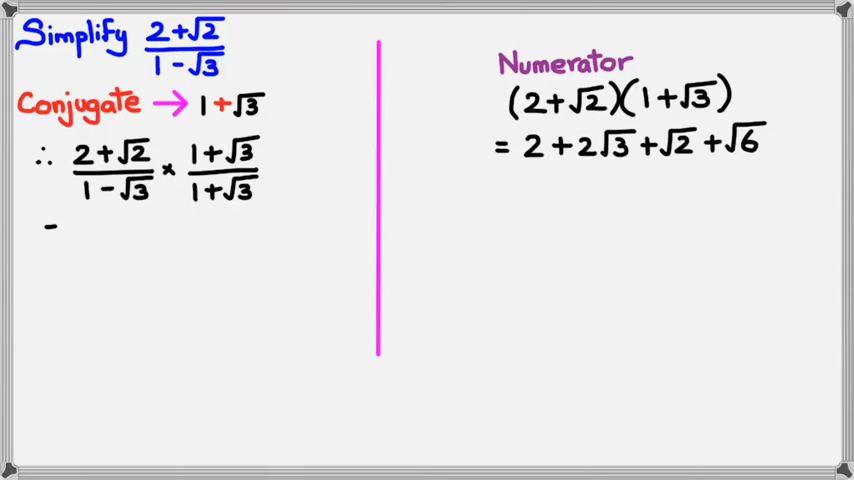 Simplify (2+√2)/(1-√3)
Conjugate → 1+√3
∴ (2+√2)/(1-√3) × (1+√3)/(1+√3)
-
Numerator
(2+√2)(1+√3)
= 2+2√3+√2+√6